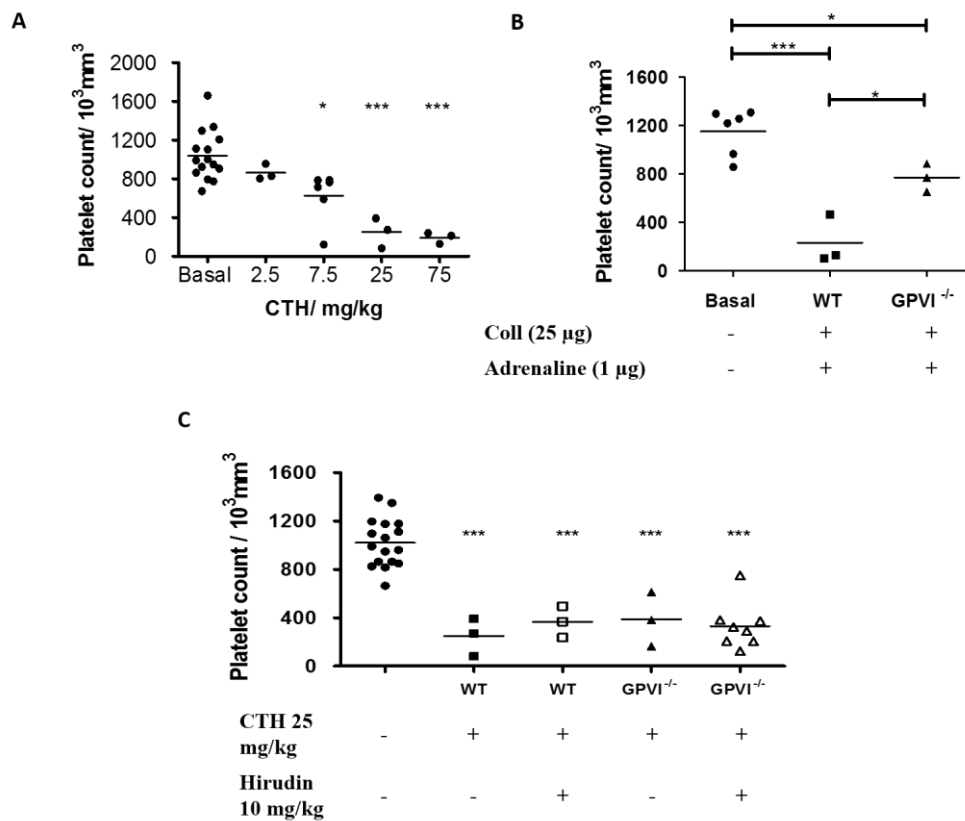 A
Platelet count/ 10³mm³
2000
1600
1200
800
400
0
* *** ***
Basal 2.5 7.5 25 75
CTH/ mg/kg
B
Platelet count/ 10³mm³
*
***
*
1600
1200
800
400
0
Basal WT GPVI -/-
Coll (25 µg) - + +
Adrenaline (1 µg) - + +
C
Platelet count / 10³mm³
1600
1200
800
400
0
*** *** *** ***
WT WT GPVI-/- GPVI-/-
CTH 25
mg/kg
- + + + +
Hirudin
10 mg/kg
- - + - +